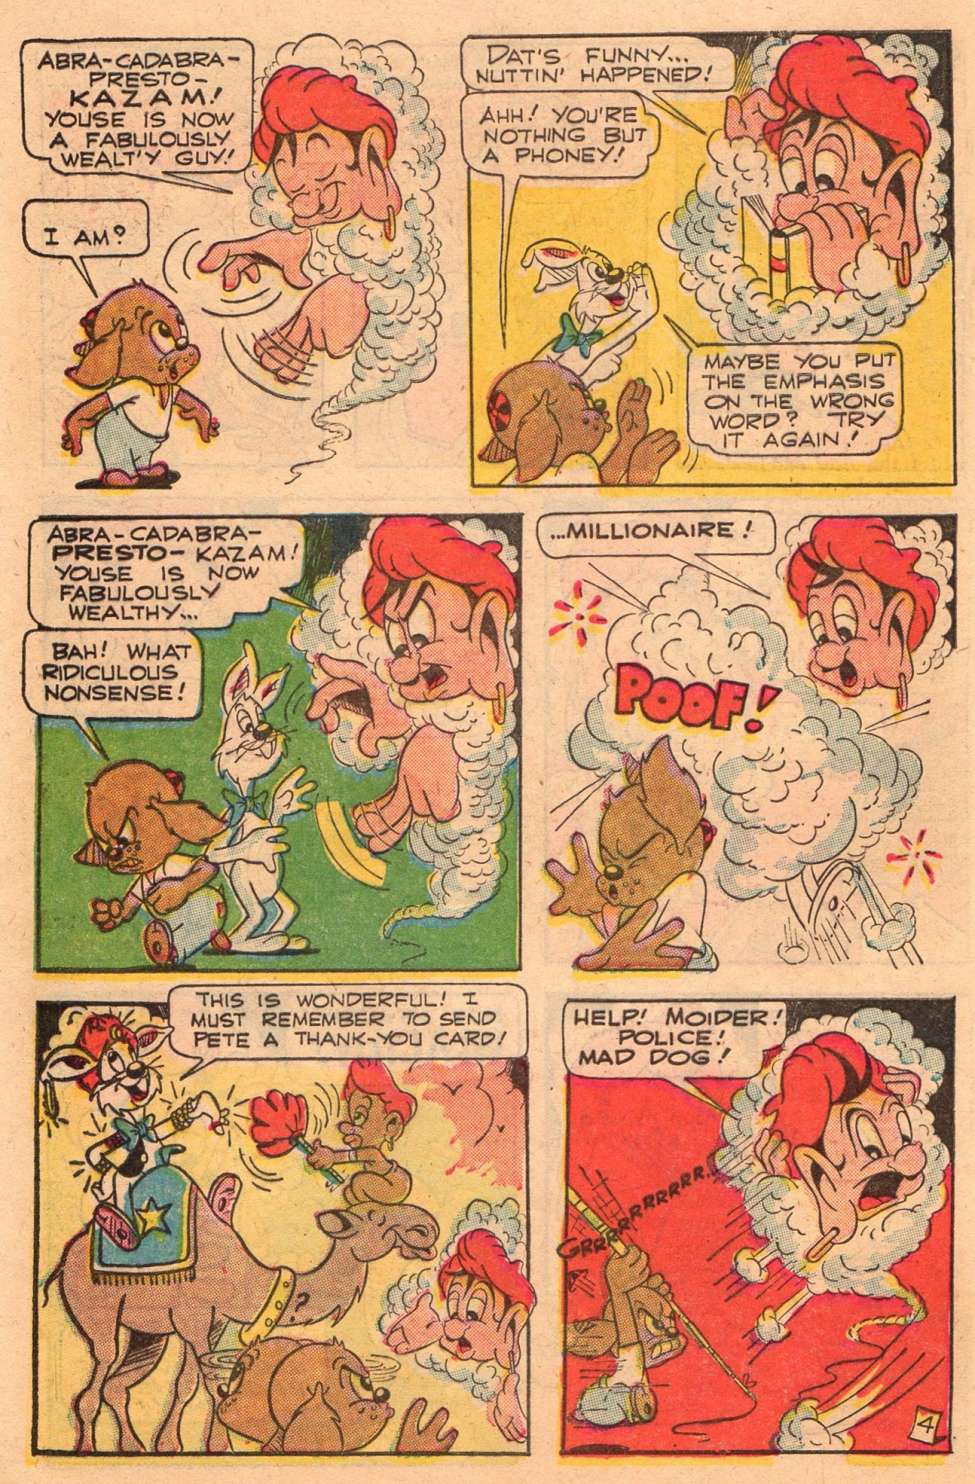 ABRA-CADABRA-
PRESTO-
KAZAM!
YOUSE IS NOW
A FABULOUSLY
WEALT'Y GUY!
I AM?
DAT'S FUNNY...
NUTTIN' HAPPENED!
AHH! YOU'RE
NOTHING BUT
A PHONEY!
MAYBE YOU PUT
THE EMPHASIS
ON THE WRONG
WORD? TRY
IT AGAIN!
ABRA-CADABRA-
PRESTO- KAZAM!
YOUSE IS NOW
FABULOUSLY
WEALTHY...
BAH! WHAT
RIDICULOUS
NONSENSE!
...MILLIONAIRE!
POOF!
THIS IS WONDERFUL! I
MUST REMEMBER TO SEND
PETE A THANK-YOU CARD!
?
HELP! MOIDER!
POLICE!
MAD DOG!
GRRRRRRRRRRR...
4